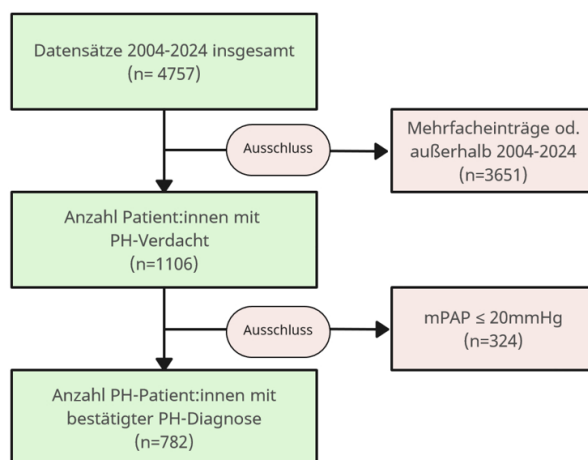 Datensätze 2004-2024 insgesamt
(n= 4757)
Ausschluss
Mehrfacheinträge od.
außerhalb 2004-2024
(n=3651)
Anzahl Patient:innen mit
PH-Verdacht
(n=1106)
Ausschluss
mPAP ≤ 20mmHg
(n=324)
Anzahl PH-Patient:innen mit
bestätigter PH-Diagnose
(n=782)